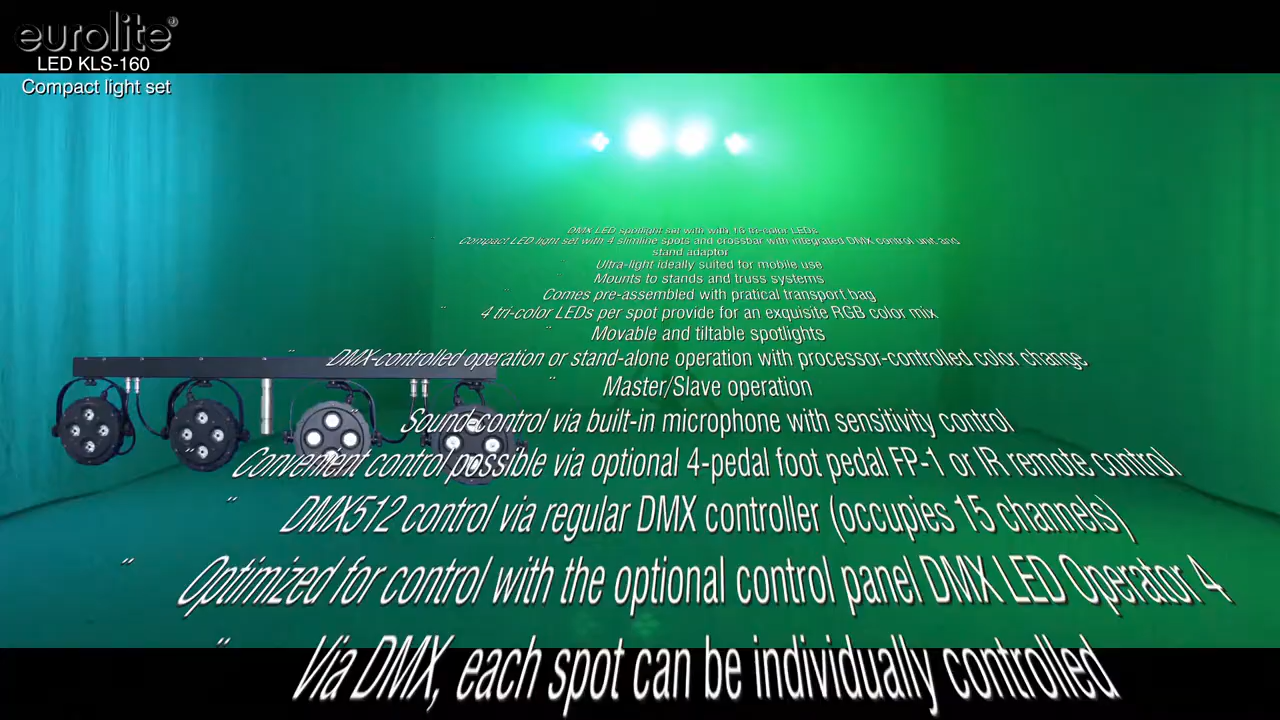 eurolite®
LED KLS-160
Compact light set
DMX LED spotlight set with with 16 tri-color LEDs
Compact LED light set with 4 slimline spots and crossbar with integrated DMX control unit and
stand adaptor
Ultra-light ideally suited for mobile use
Mounts to stands and truss systems
Comes pre-assembled with pratical transport bag
4 tri-color LEDs per spot provide for an exquisite RGB color mix
Movable and tiltable spotlights
DMX-controlled operation or stand-alone operation with processor-controlled color change
Master/Slave operation
Sound-control via built-in microphone with sensitivity control
Convenient control possible via optional 4-pedal foot pedal FP-1 or IR remote control
DMX512 control via regular DMX controller (occupies 15 channels)
Optimized for control with the optional control panel DMX LED Operator 4
Via DMX, each spot can be individually controlled